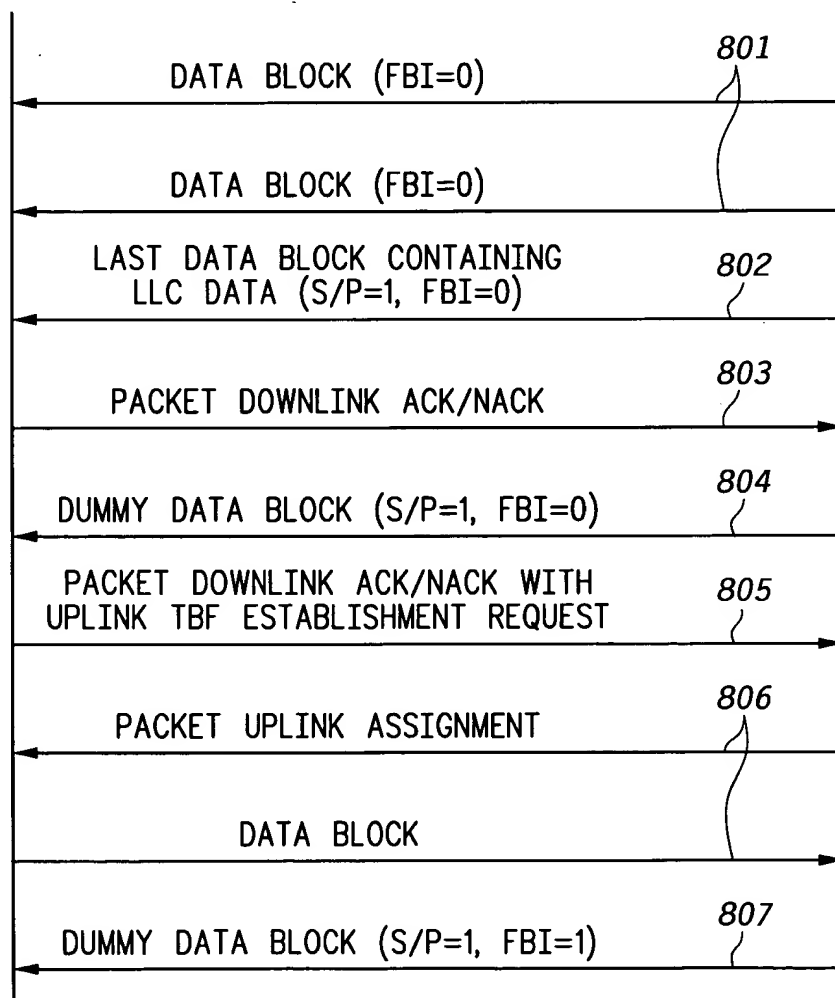 801
DATA BLOCK (FBI=0)
DATA BLOCK (FBI=0)
LAST DATA BLOCK CONTAINING
LLC DATA (S/P=1, FBI=0)
802
PACKET DOWNLINK ACK/NACK
803
DUMMY DATA BLOCK (S/P=1, FBI=0)
804
PACKET DOWNLINK ACK/NACK WITH
UPLINK TBF ESTABLISHMENT REQUEST
805
PACKET UPLINK ASSIGNMENT
806
DATA BLOCK
DUMMY DATA BLOCK (S/P=1, FBI=1)
807